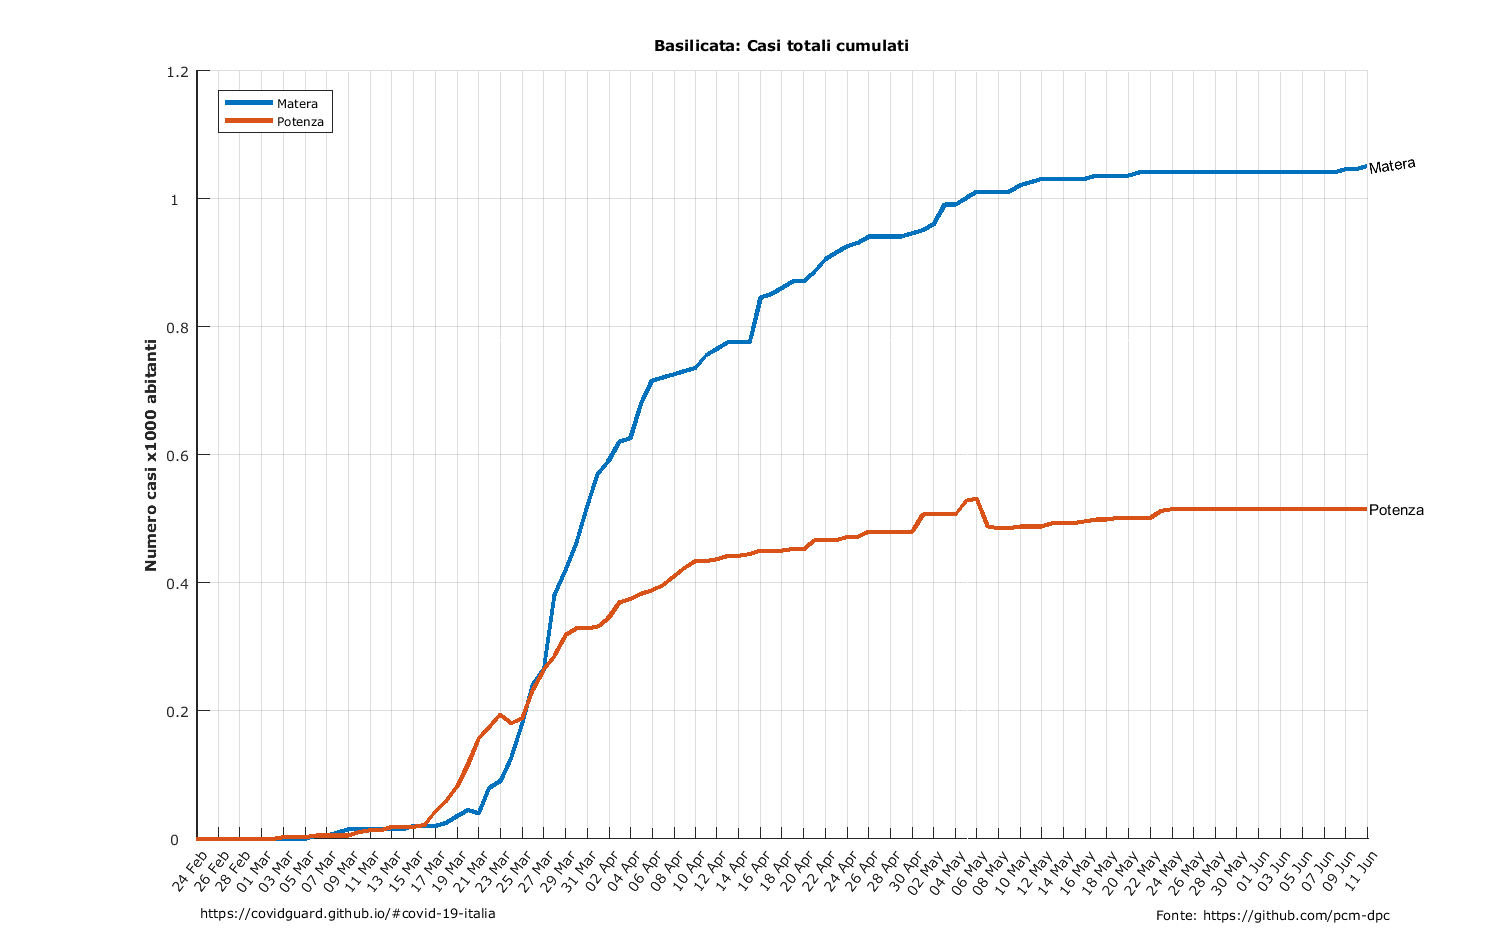 Basilicata: Casi totali cumulati
Numero casi x1000 abitanti
1.2
1
0.8
0.6
0.4
0.2
0
Matera
Potenza
Matera
Potenza
24 Feb
26 Feb
28 Feb
01 Mar
03 Mar
05 Mar
07 Mar
09 Mar
11 Mar
13 Mar
15 Mar
17 Mar
19 Mar
21 Mar
23 Mar
25 Mar
27 Mar
29 Mar
31 Mar
02 Apr
04 Apr
06 Apr
08 Apr
10 Apr
12 Apr
14 Apr
16 Apr
18 Apr
20 Apr
22 Apr
24 Apr
26 Apr
28 Apr
30 Apr
02 May
04 May
06 May
08 May
10 May
12 May
14 May
16 May
18 May
20 May
22 May
24 May
26 May
28 May
30 May
01 Jun
03 Jun
05 Jun
07 Jun
09 Jun
11 Jun
https://covidguard.github.io/#covid-19-italia
Fonte: https://github.com/pcm-dpc